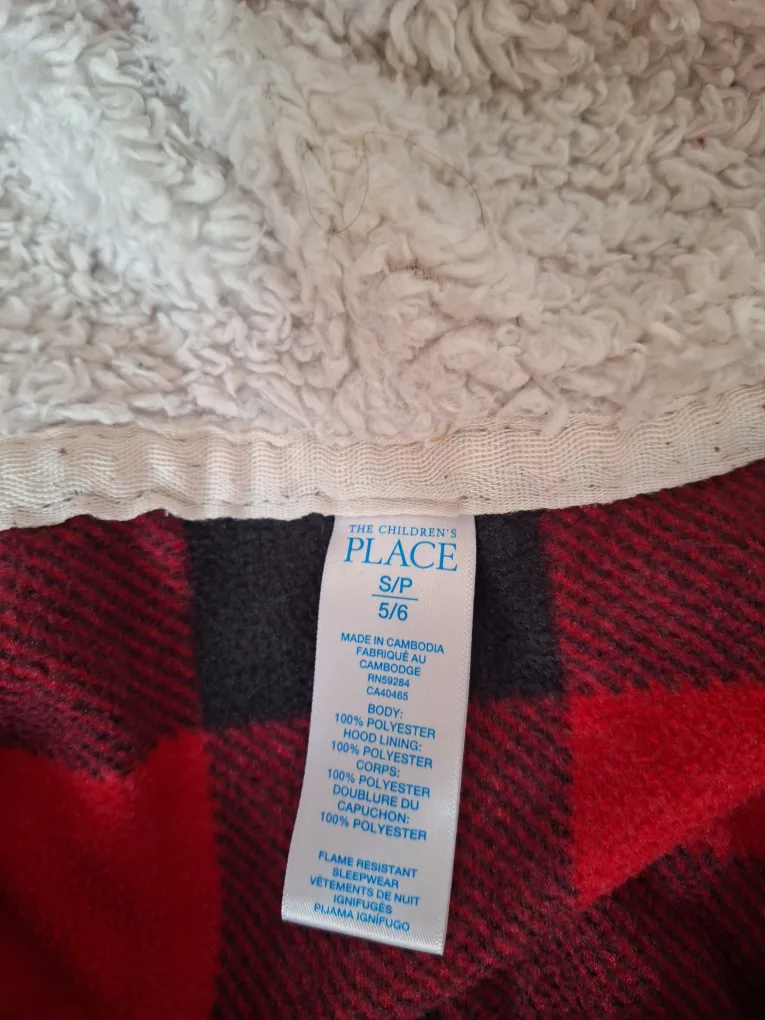 THE CHILDREN'S
PLACE
S/P
5/6
MADE IN CAMBODIA
FABRIQUÉ AU
CAMBODGE
RN59284
CA40465
BODY:
100% POLYESTER
HOOD LINING:
100% POLYESTER
CORPS:
100% POLYESTER
DOUBLURE DU
CAPUCHON:
100% POLYESTER
FLAME RESISTANT
SLEEPWEAR
VÊTEMENTS DE NUIT
IGNIFUGÉS
PIJAMA IGNÍFUGO